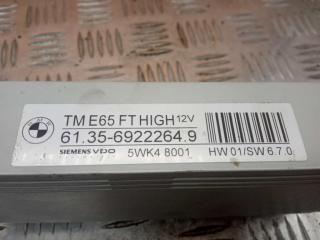 TM E65 FT HIGH 12V
61.35-6922264.9
SIEMENS VDO 5WK4 8001 HW 01/SW 6.7.0